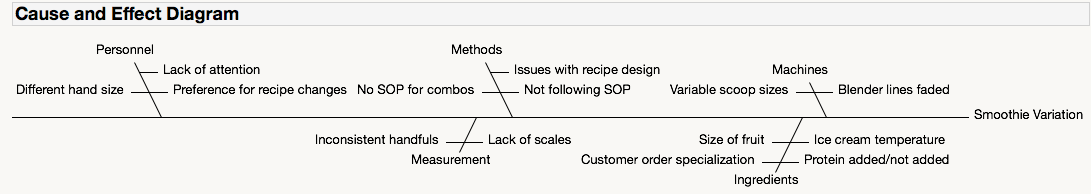 Cause and Effect Diagram
Personnel
Methods
Lack of attention
Issues with recipe design
Machines
Different hand size
Preference for recipe changes
No SOP for combos
Not following SOP
Variable scoop sizes
Blender lines faded
Smoothie Variation
Inconsistent handfuls
Lack of scales
Size of fruit
Ice cream temperature
Measurement
Customer order specialization
Protein added/not added
Ingredients